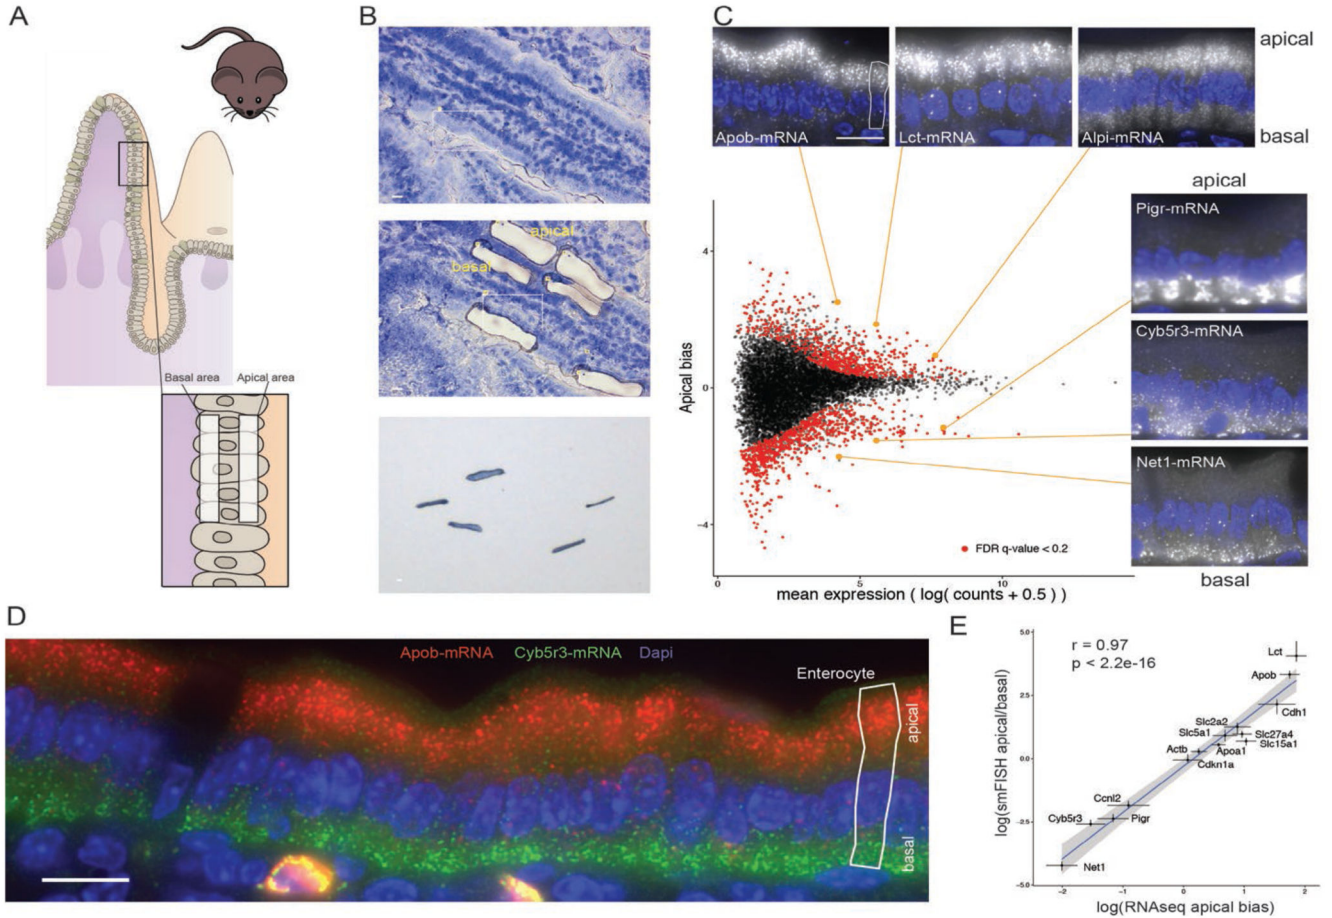 A
B
C
apical
basal
Apob-mRNA
Lct-mRNA
Alpi-mRNA
apical
Pigr-mRNA
Cyb5r3-mRNA
Net1-mRNA
basal
Basal area
Apical area
apical
basal
Apical bias
4
0
−4
FDR q-value < 0.2
0
5
10
mean expression ( log( counts + 0.5 ) )
D
Apob-mRNA Cyb5r3-mRNA Dapi
Enterocyte
apical
basal
E
r = 0.97
p < 2.2e-16
log(smFISH apical/basal)
5.0
2.5
0.0
−2.5
−5.0
Lct
Apob
Cdh1
Slc2a2
Slc5a1
Slc27a4
Slc15a1
Actb
Apoa1
Cdkn1a
Ccnl2
Cyb5r3
Pigr
Net1
−2
−1
0
1
2
log(RNAseq apical bias)